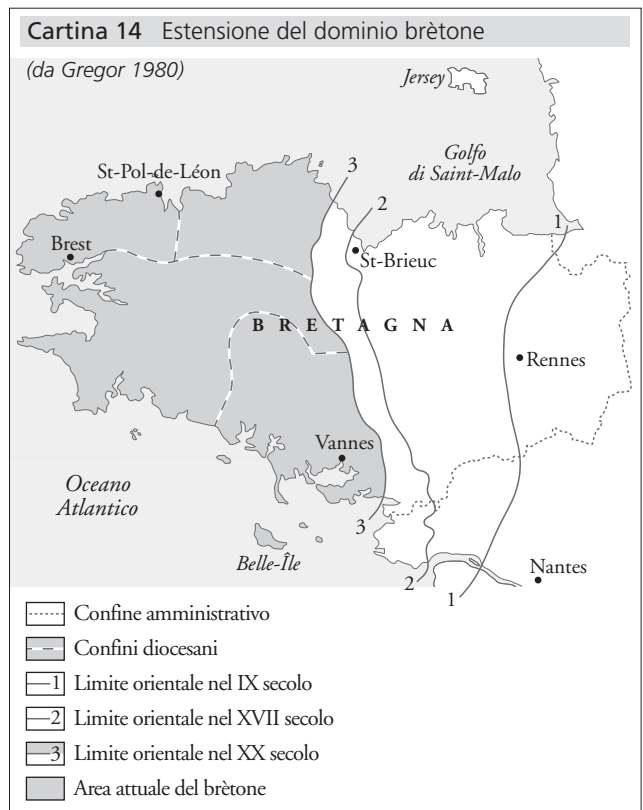 Cartina 14 Estensione del dominio brètone
(da Gregor 1980)
Jersey
Golfo
di Saint-Malo
3
St-Pol-de-Léon
2
1
Brest
St-Brieuc
BRETAGNA
Rennes
Vannes
Oceano
Atlantico
3
Belle-Île
Nantes
2
1
Confine amministrativo
Confini diocesani
1 Limite orientale nel IX secolo
2 Limite orientale nel XVII secolo
3 Limite orientale nel XX secolo
Area attuale del brètone